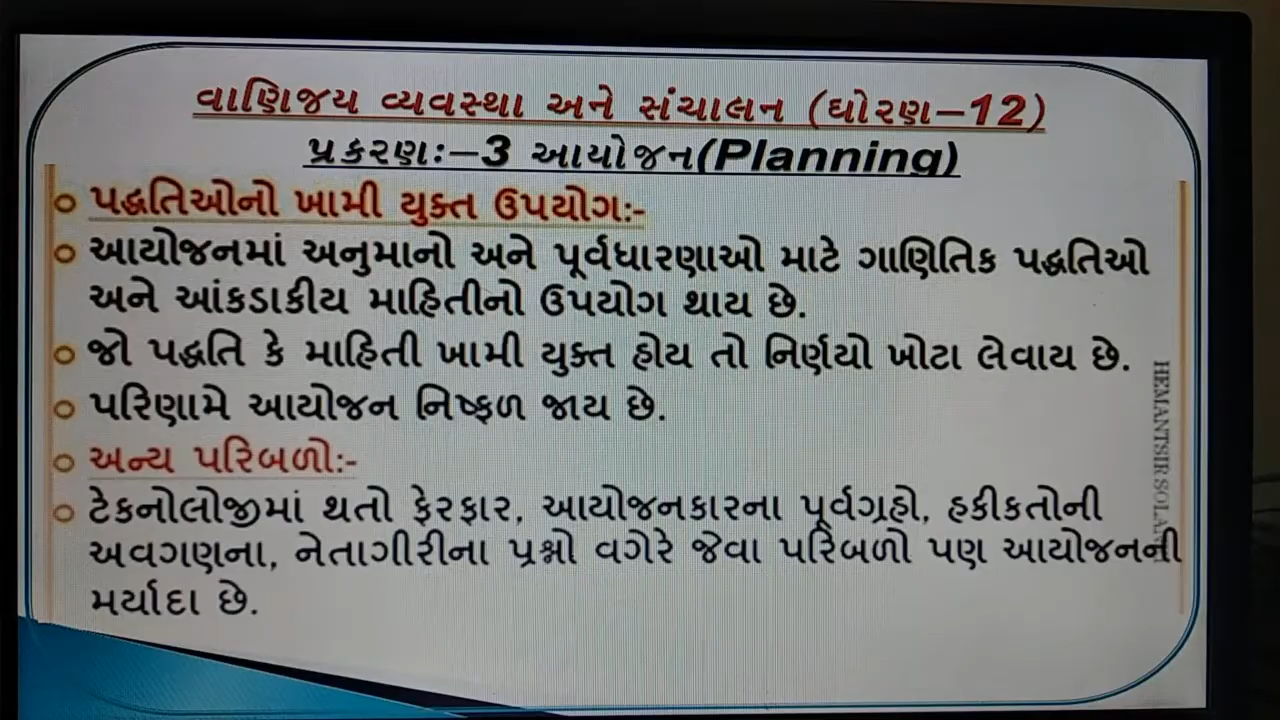 વાણિજ્ય વ્યવસ્થા અને સંચાલન (ધોરણ-12)
પ્રકરણઃ-3 આયોજન(Planning)
પદ્ધતિઓનો ખામી યુક્ત ઉપયોગઃ-
આયોજનમાં અનુમાનો અને પૂર્વધારણાઓ માટે ગાણિતિક પદ્ધતિઓ
અને આંકડાકીય માહિતીનો ઉપયોગ થાય છે.
જો પદ્ધતિ કે માહિતી ખામી યુક્ત હોય તો નિર્ણયો ખોટા લેવાય છે.
પરિણામે આયોજન નિષ્ફળ જાય છે.
અન્ય પરિબળોઃ-
ટેકનોલોજીમાં થતો ફેરફાર, આયોજનકારના પૂર્વગ્રહો, હકીકતોની
અવગણના, નેતાગીરીના પ્રશ્નો વગેરે જેવા પરિબળો પણ આયોજનની
મર્યાદા છે.
HEMANTSIR